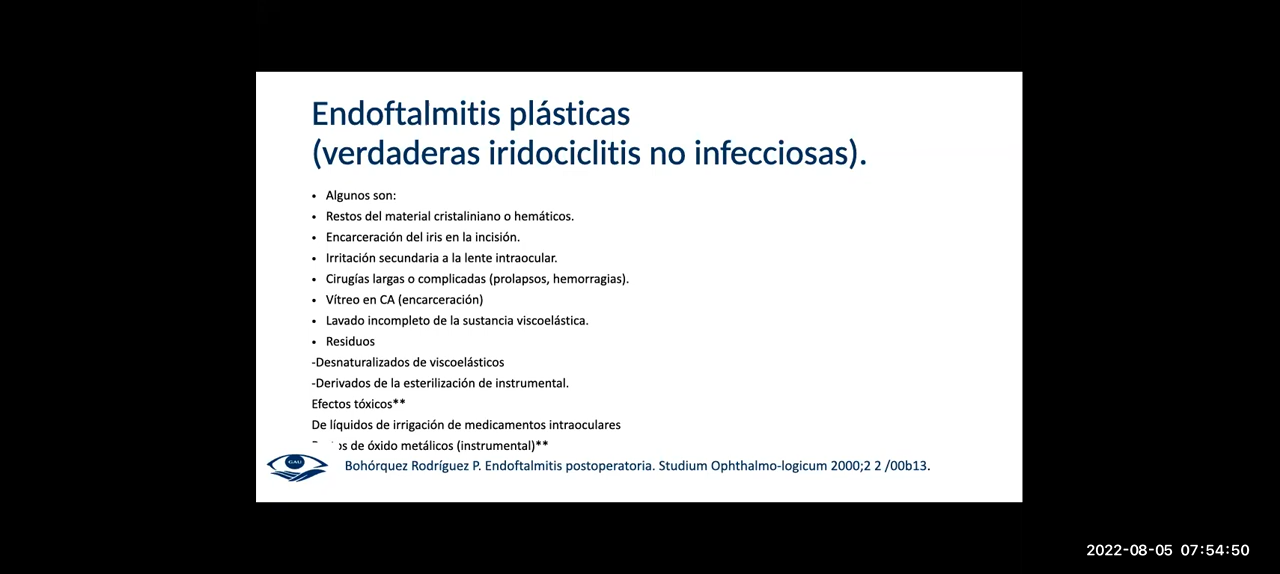 Endoftalmitis plásticas
(verdaderas iridociclitis no infecciosas).
• Algunos son:
• Restos del material cristaliniano o hemáticos.
• Encarceración del iris en la incisión.
• Irritación secundaria a la lente intraocular.
• Cirugías largas o complicadas (prolapsos, hemorragias).
• Vítreo en CA (encarceración)
• Lavado incompleto de la sustancia viscoelástica.
• Residuos
-Desnaturalizados de viscoelásticos
-Derivados de la esterilización de instrumental.
Efectos tóxicos**
De líquidos de irrigación de medicamentos intraoculares
de óxido metálicos (instrumental)**
Bohórquez Rodríguez P. Endoftalmitis postoperatoria. Studium Ophthalmo-logicum 2000;2 2 /00b13.
2022-08-05 07:54:50